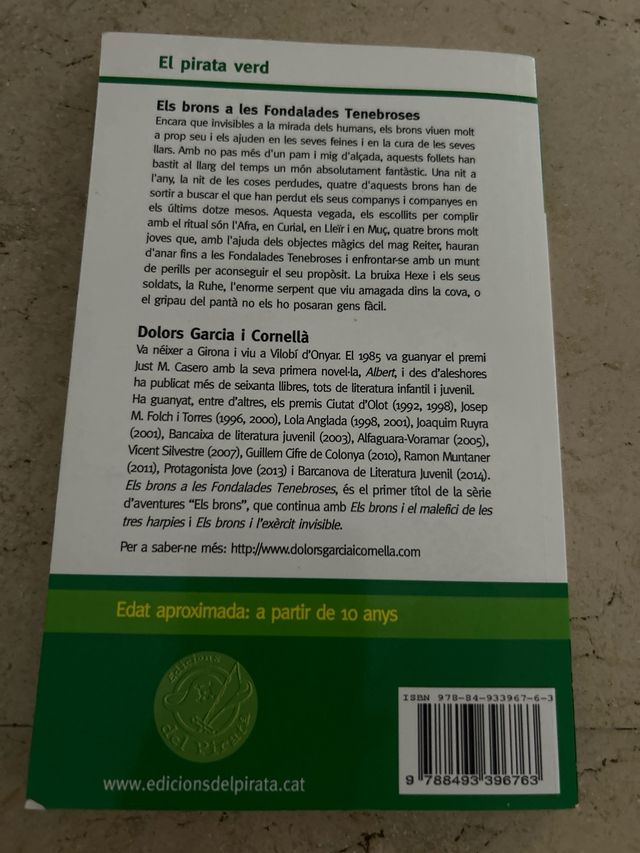 El pirata verd
Els brons a les Fondalades Tenebroses
Encara que invisibles a la mirada dels humans, els brons viuen molt
a prop seu i els ajuden en les seves feines i en la cura de les seves
llars. Amb no pas més d'un pam i mig d'alçada, aquests follets han
bastit al llarg del temps un món absolutament fantàstic. Una nit a
l'any, la nit de les coses perdudes, quatre d'aquests brons han de
sortir a buscar el que han perdut els seus companys i companyes en
els últims dotze mesos. Aquesta vegada, els escollits per complir
amb el ritual són l'Afra, en Curial, en Lleïr i en Muç, quatre brons molt
joves que, amb l'ajuda dels objectes màgics del mag Reiter, hauran
d'anar fins a les Fondalades Tenebroses i enfrontar-se amb un munt
de perills per aconseguir el seu propòsit. La bruixa Hexe i els seus
soldats, la Ruhe, l'enorme serpent que viu amagada dins la cova, o
el gripau del pantà no els ho posaran gens fàcil.
Dolors Garcia i Cornellà
Va néixer a Girona i viu a Vilobí d'Onyar. El 1985 va guanyar el premi
Just M. Casero amb la seva primera novel·la, Albert, i des d'aleshores
ha publicat més de seixanta llibres, tots de literatura infantil i juvenil.
Ha guanyat, entre d'altres, els premis Ciutat d'Olot (1992, 1998), Josep
M. Folch i Torres (1996, 2000), Lola Anglada (1998, 2001), Joaquim Ruyra
(2001), Bancaixa de literatura juvenil (2003), Alfaguara-Voramar (2005),
Vicent Silvestre (2007), Guillem Cifre de Colonya (2010), Ramon Muntaner
(2011), Protagonista Jove (2013) i Barcanova de Literatura Juvenil (2014).
Els brons a les Fondalades Tenebroses, és el primer títol de la sèrie
d'aventures "Els brons", que continua amb Els brons i el malefici de les
tres harpies i Els brons i l'exèrcit invisible.
Per a saber-ne més: http://www.dolorsgarciaicornella.com
Edat aproximada: a partir de 10 anys
Edicions
del Pirata
ISBN 978-84-933967-6-3
9 788493 396763
www.edicionsdelpirata.cat